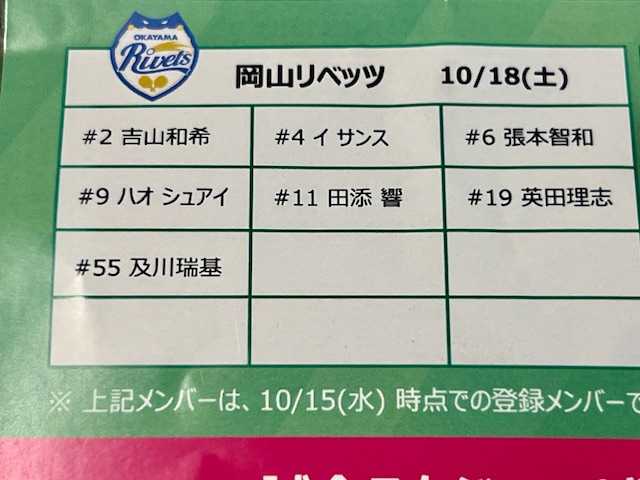 OKAYAMA
Rivets
岡山リベッツ 10/18(土)
#2 吉山和希 #4 イ サンス #6 張本智和
#9 ハオ シュアイ #11 田添 響 #19 英田理志
#55 及川瑞基
※ 上記メンバーは、10/15(水) 時点での登録メンバーで